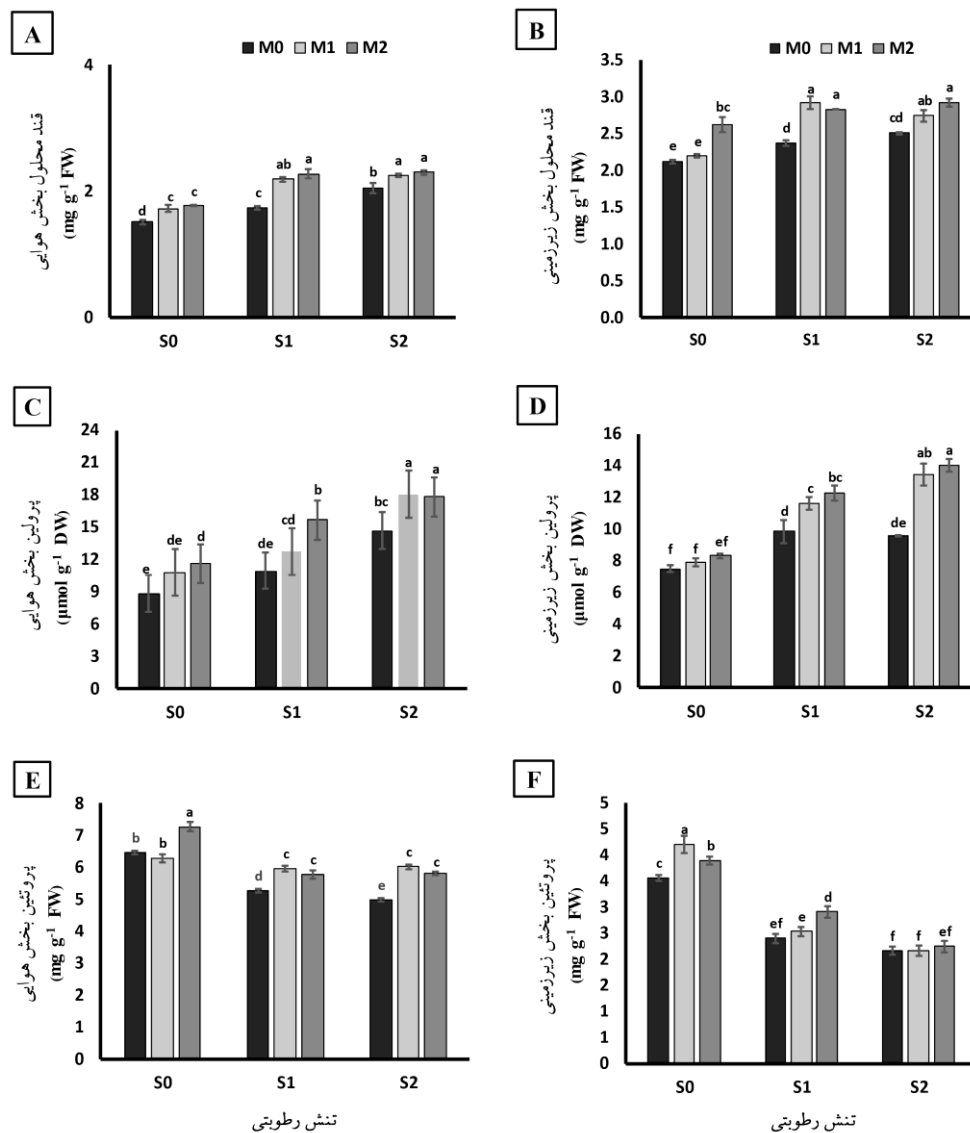 A
M0 M1 M2
قند محلول بخش هوایی
(mg g-1 FW)
4
2
0
d c c
c ab a
b a a
S0 S1 S2
B
M0 M1 M2
قند محلول بخش زیرزمینی
(mg g-1 FW)
3.5
3.0
2.5
2.0
1.5
1.0
0.5
0.0
e e bc
d a a
cd ab a
S0 S1 S2
C
پرولین بخش هوایی
(µmol g-1 DW)
24
21
18
15
12
9
6
3
0
e de d
de cd b
bc a a
S0 S1 S2
D
پرولین بخش زیرزمینی
(µmol g-1 DW)
16
14
12
10
8
6
4
2
0
f f ef
d c bc
de ab a
S0 S1 S2
E
پروتئین بخش هوایی
(mg g-1 FW)
8
7
6
5
4
3
2
1
0
b b a
d c c
e c c
S0 S1 S2
تنش رطوبتی
F
پروتئین بخش زیرزمینی
(mg g-1 FW)
5
5
4
4
3
3
2
2
1
1
0
c a b
ef e d
f f ef
S0 S1 S2
تنش رطوبتی